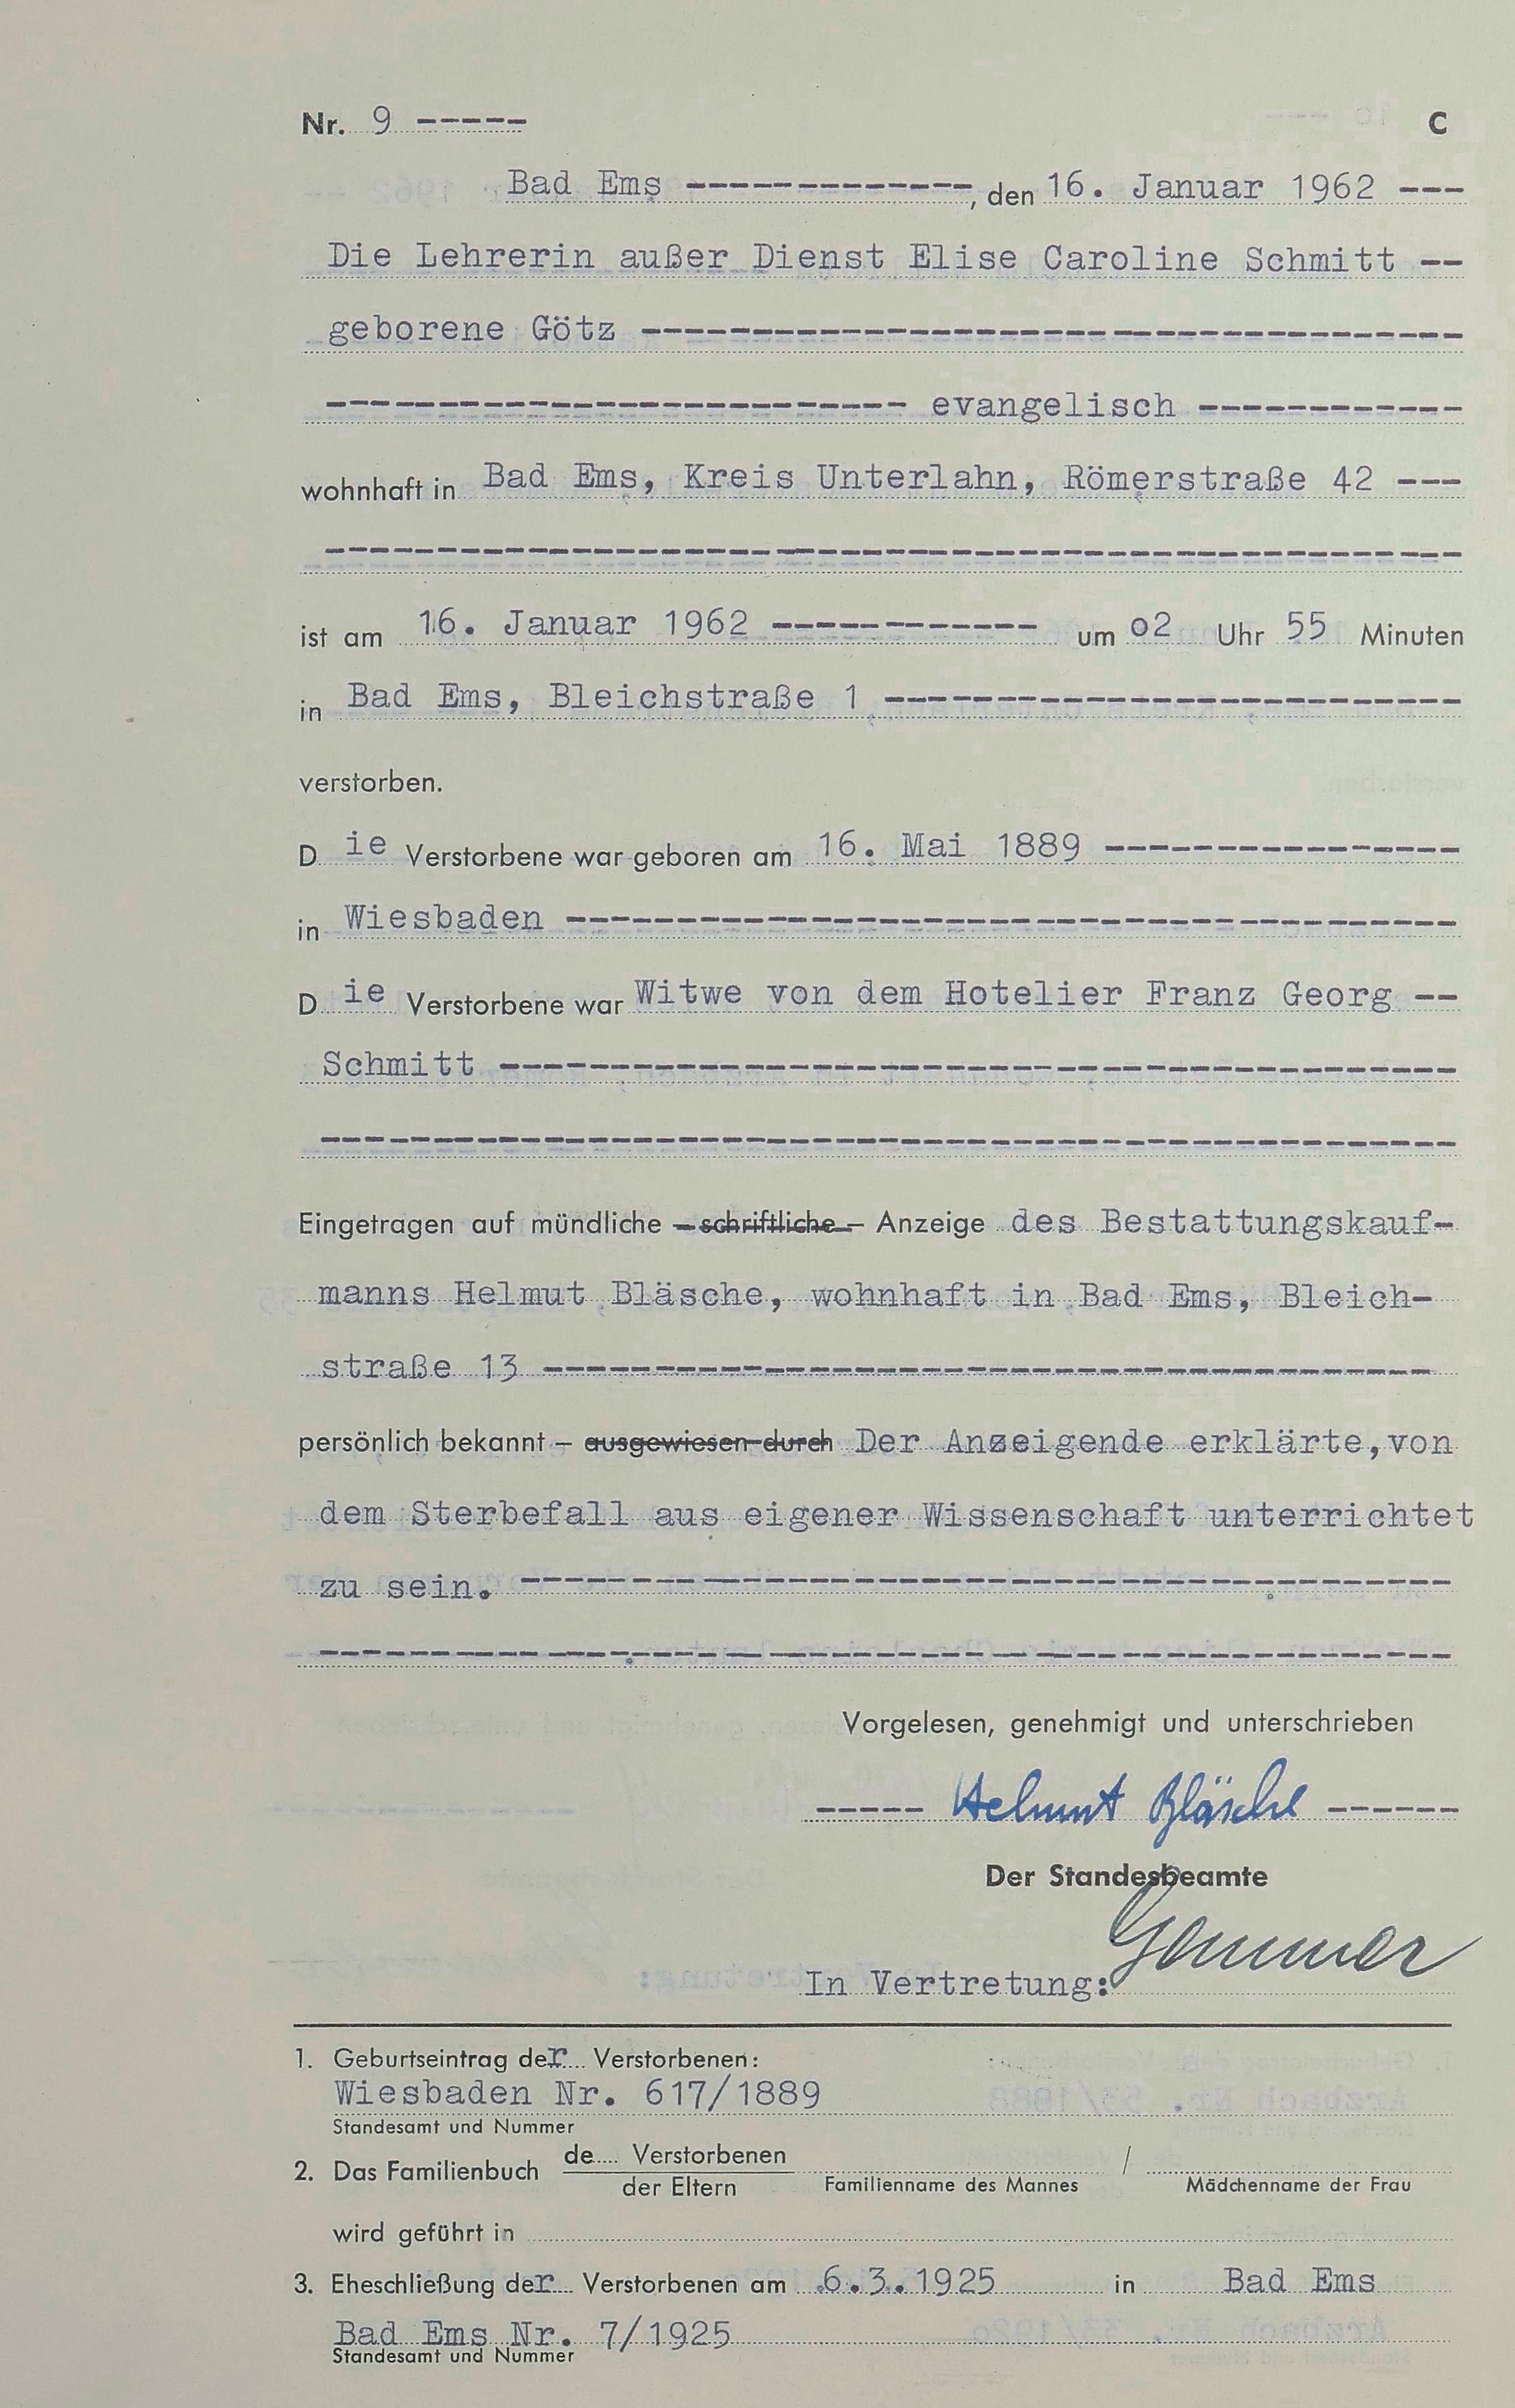 Nr. 9 ----- C
Bad Ems -------------, den 16. Januar 1962 ---
Die Lehrerin außer Dienst Elise Caroline Schmitt --
geborene Götz -------------------------------------
-------------------------- evangelisch ------------
wohnhaft in Bad Ems, Kreis Unterlahn, Römerstraße 42 ---
---------------------------------------------------
ist am 16. Januar 1962 ------------ um o2 Uhr 55 Minuten
in Bad Ems, Bleichstraße 1 --------------------------
verstorben.
Die Verstorbene war geboren am 16. Mai 1889 ----------------
in Wiesbaden ----------------------------------------
Die Verstorbene war Witwe von dem Hotelier Franz Georg --
Schmitt -------------------------------------------
---------------------------------------------------
Eingetragen auf mündliche – schriftliche – Anzeige des Bestattungskauf-
manns Helmut Bläsche, wohnhaft in Bad Ems, Bleich-
straße 13 ----------------------------------------
persönlich bekannt – ausgewiesen durch Der Anzeigende erklärte, von
dem Sterbefall aus eigener Wissenschaft unterrichtet
zu sein. ------------------------------------------
---------------------------------------------------
Vorgelesen, genehmigt und unterschrieben
----- Helmut Bläsche ------
Der Standesbeamte
In Vertretung:
1. Geburtseintrag der Verstorbenen:
Wiesbaden Nr. 617/1889
Standesamt und Nummer
2. Das Familienbuch de.... Verstorbenen /
der Eltern Familienname des Mannes Mädchenname der Frau
wird geführt in
3. Eheschließung der Verstorbenen am 6.3.1925 in Bad Ems
Bad Ems Nr. 7/1925
Standesamt und Nummer